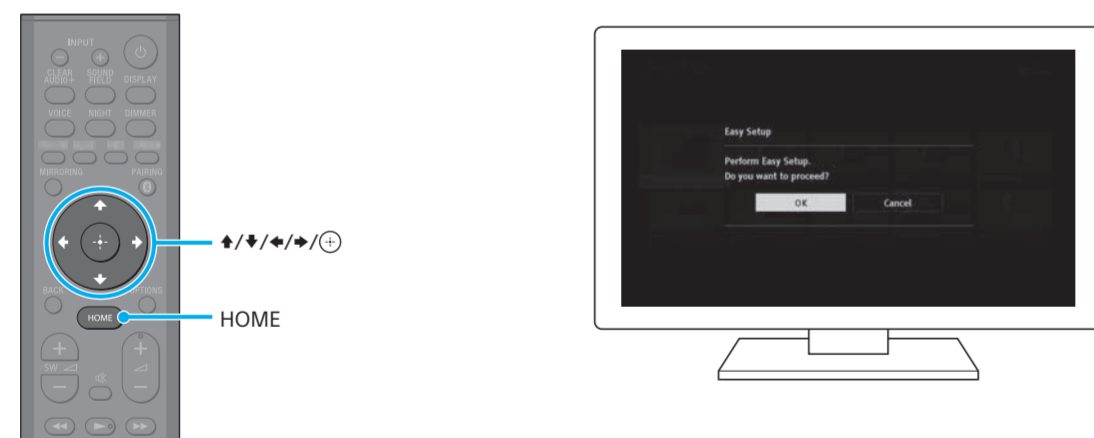 INPUT
CLEAR AUDIO+ SOUND FIELD DISPLAY
VOICE NIGHT DIMMER
MIRRORING PAIRING
BACK OPTIONS
HOME
SW
↑/↓/←/→/
HOME
Easy Setup
Perform Easy Setup.
Do you want to proceed?
OK Cancel